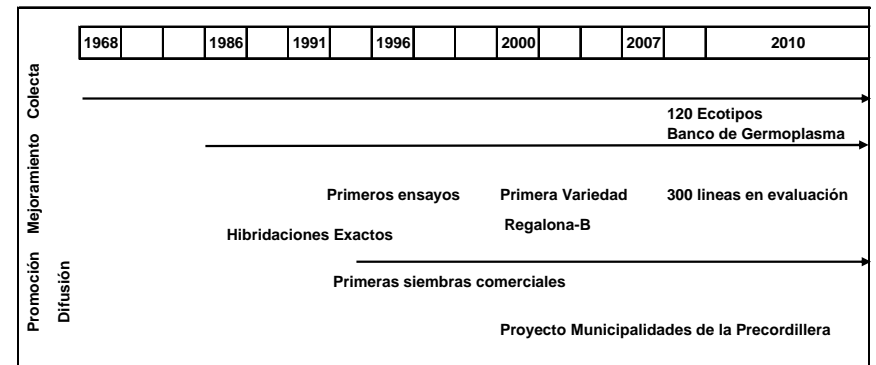 1968 1986 1991 1996 2000 2007 2010
Colecta
120 Ecotipos
Banco de Germoplasma
Mejoramiento
Primeros ensayos Primera Variedad 300 lineas en evaluación
Regalona-B
Hibridaciones Exactos
Promoción
Difusión
Primeras siembras comerciales
Proyecto Municipalidades de la Precordillera